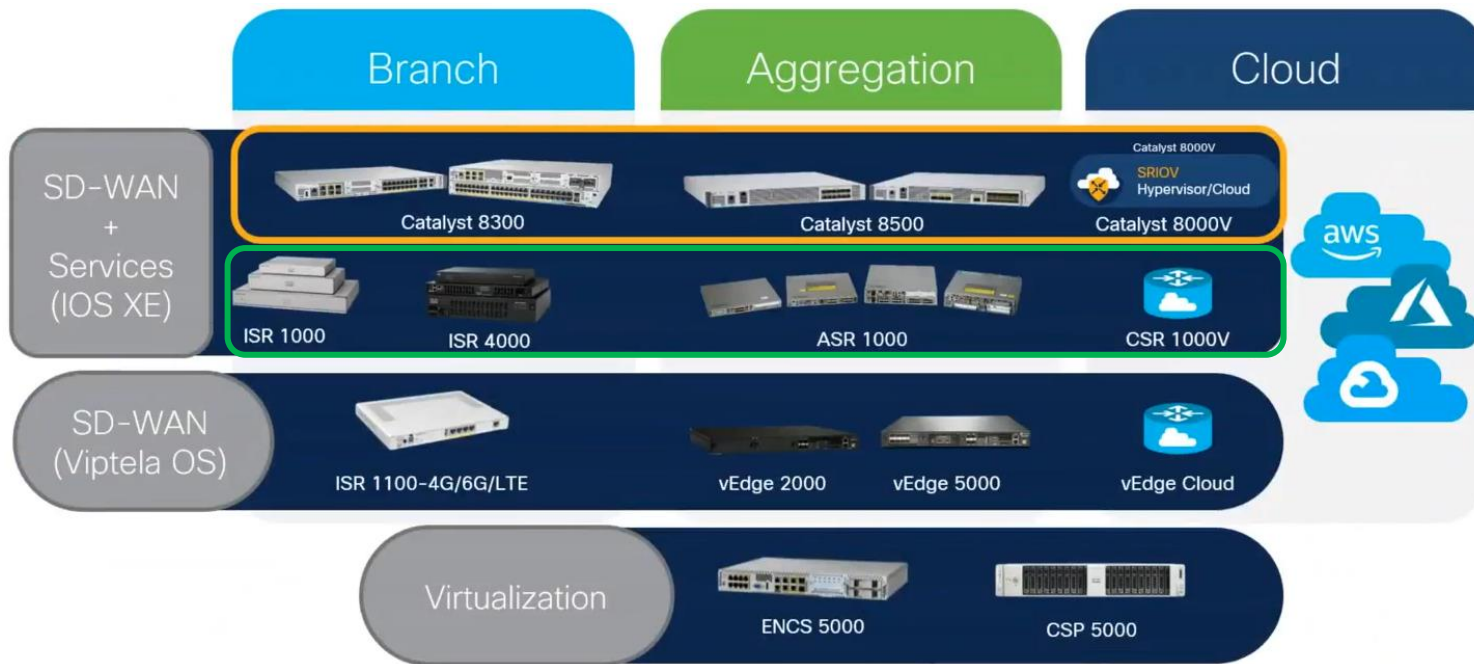 Branch
Aggregation
Cloud
SD-WAN
+
Services
(IOS XE)
Catalyst 8300
Catalyst 8500
Catalyst 8000V
SRIOV
Hypervisor/Cloud
Catalyst 8000V
ISR 1000
ISR 4000
ASR 1000
CSR 1000V
aws
SD-WAN
(Viptela OS)
ISR 1100-4G/6G/LTE
vEdge 2000
vEdge 5000
vEdge Cloud
Virtualization
ENCS 5000
CSP 5000